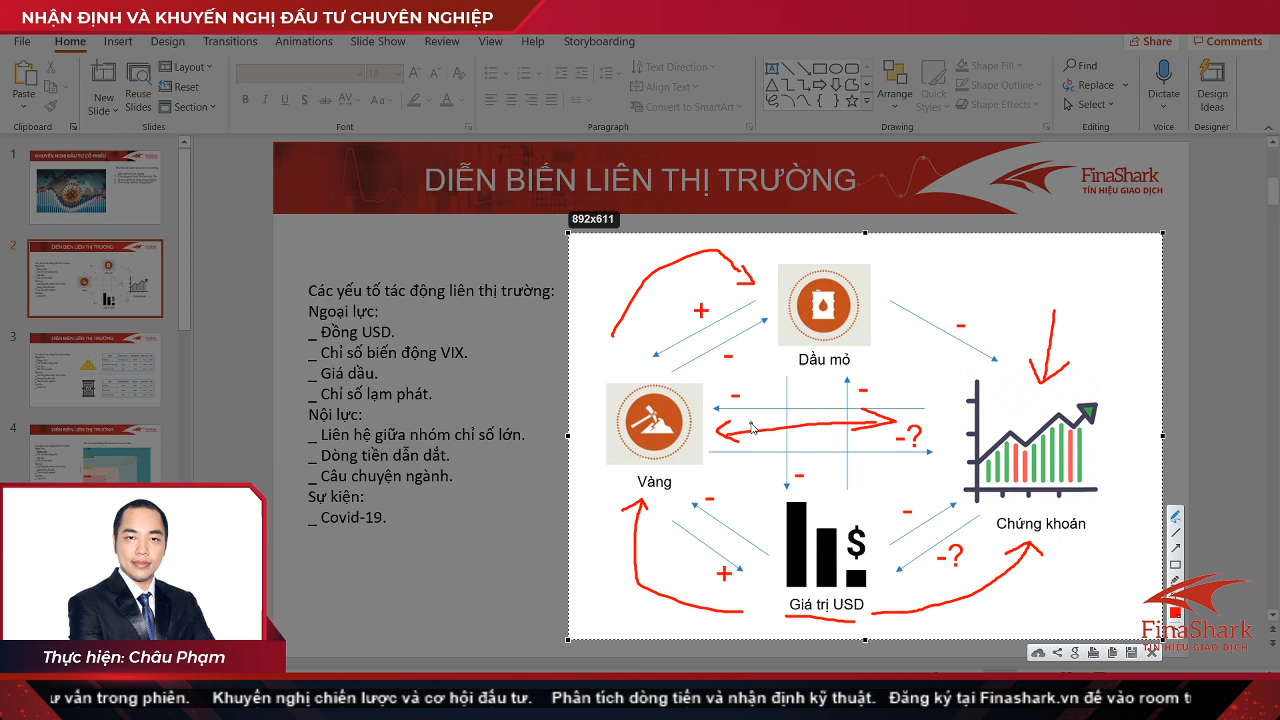 NHẬN ĐỊNH VÀ KHUYẾN NGHỊ ĐẦU TƯ CHUYÊN NGHIỆP
File Home Insert Design Transitions Animations Slide Show Review View Help Storyboarding Share Comments
Paste
New Slide
Reuse Slides
Layout
Reset
Section
18
B I U S ab AV Aa A
Text Direction
Align Text
Convert to SmartArt
Arrange
Quick Styles
Shape Fill
Shape Outline
Shape Effects
Find
Replace
Select
Dictate
Design Ideas
Clipboard Slides Font Paragraph Drawing Editing Voice Designer
1
2
3
4
DIỄN BIẾN LIÊN THỊ TRƯỜNG
FinaShark
TÍN HIỆU GIAO DỊCH
892x611
Các yếu tố tác động liên thị trường:
Ngoại lực:
_ Đồng USD.
_ Chỉ số biến động VIX.
_ Giá dầu.
_ Chỉ số lạm phát.
Nội lực:
_ Liên hệ giữa nhóm chỉ số lớn.
_ Dòng tiền dẫn dắt.
_ Câu chuyện ngành.
Sự kiện:
_ Covid-19.
+
-
-
Dầu mỏ
-
-
-?
-
Vàng
-
+
$
-
-?
Chứng khoán
Giá trị USD
FinaShark
TÍN HIỆU GIAO DỊCH
Thực hiện: Châu Phạm
ư vấn trong phiên. Khuyến nghị chiến lược và cơ hội đầu tư. Phân tích dòng tiền và nhận định kỹ thuật. Đăng ký tại Finashark.vn để vào room